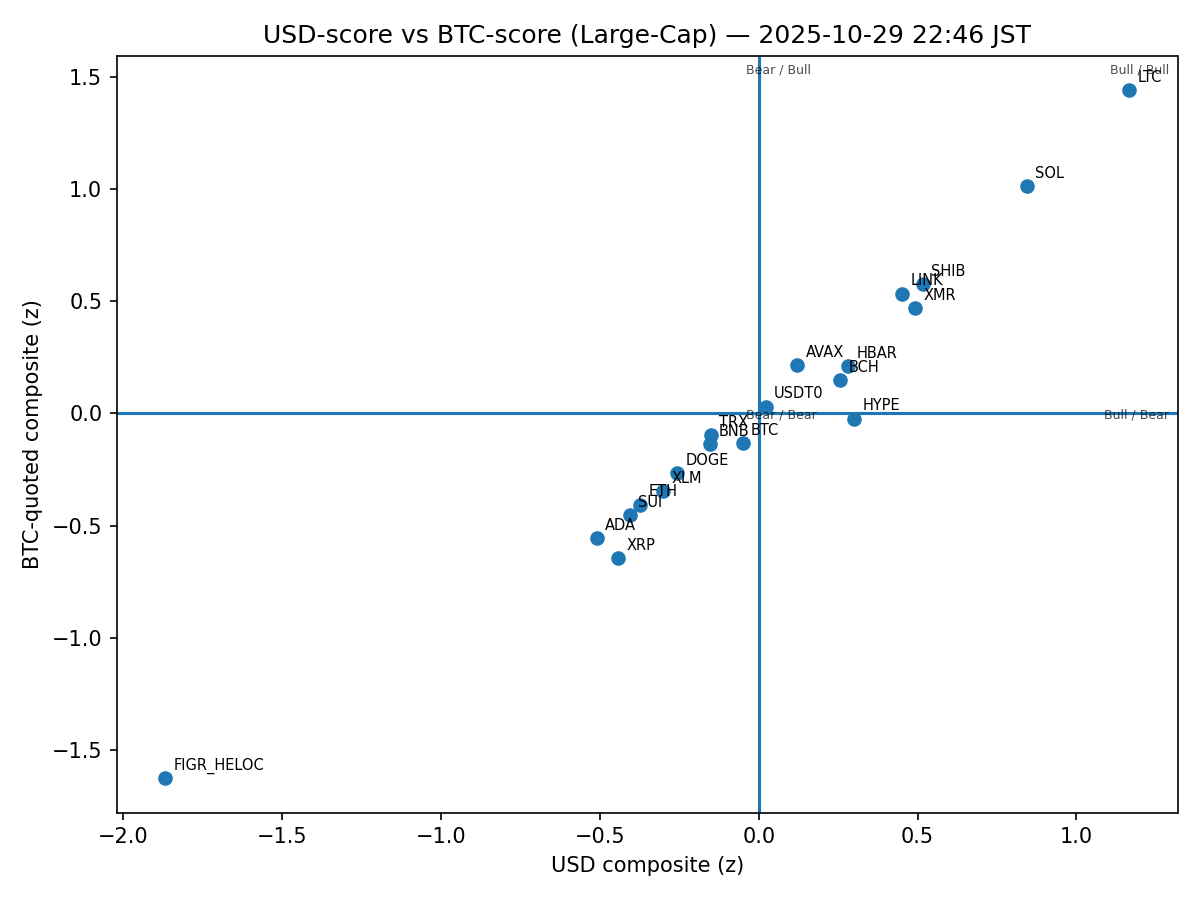 USD-score vs BTC-score (Large-Cap) — 2025-10-29 22:46 JST
Bear / Bull
Bull / Bull
LTC
SOL
SHIB
LINK
XMR
AVAX
HBAR
BCH
USDT0
HYPE
Bear / Bear
Bull / Bear
TRX
BNB
BTC
DOGE
XLM
ETH
SUI
ADA
XRP
FIGR_HELOC
1.5
1.0
0.5
0.0
−0.5
−1.0
−1.5
BTC-quoted composite (z)
−2.0
−1.5
−1.0
−0.5
0.0
0.5
1.0
USD composite (z)